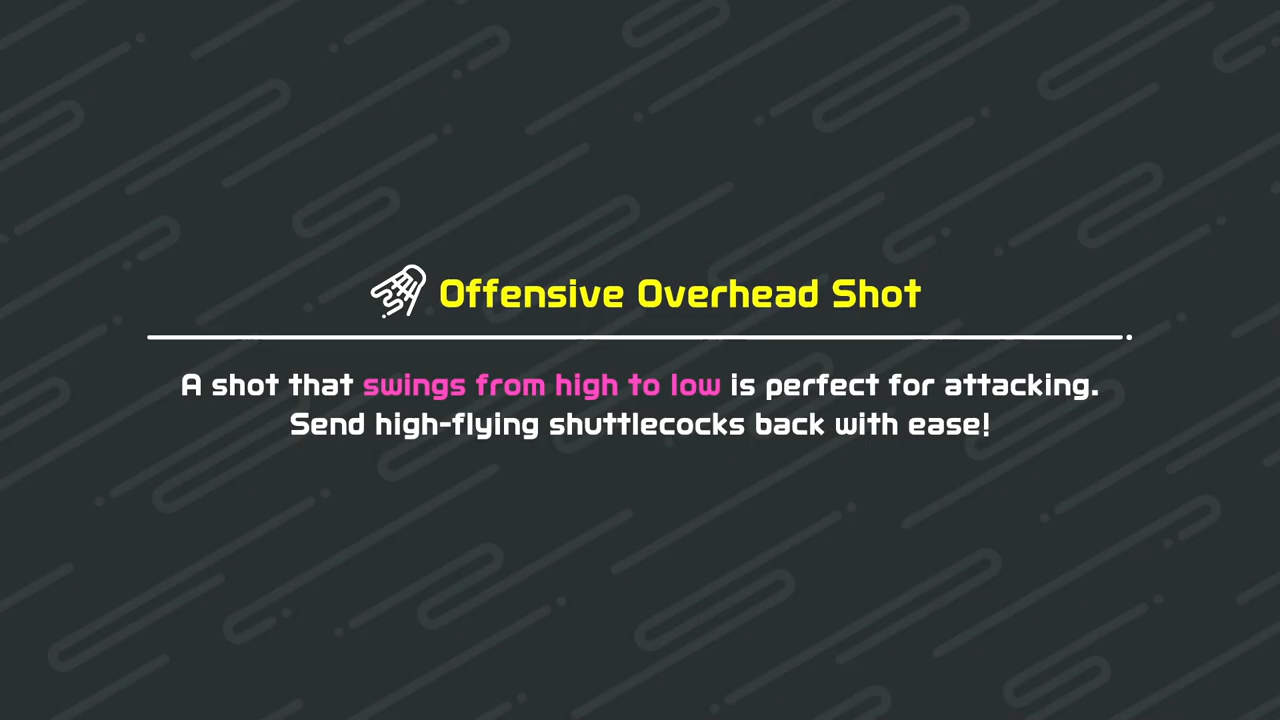 Offensive Overhead Shot
A shot that swings from high to low is perfect for attacking.
Send high-flying shuttlecocks back with ease!